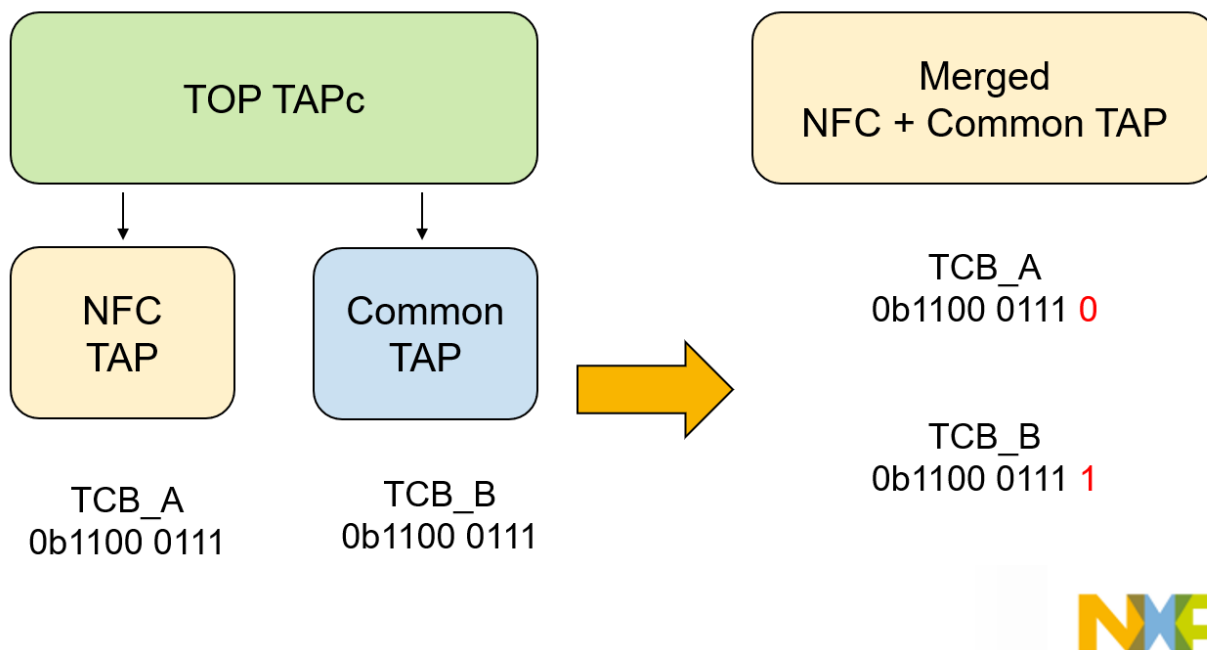 TOP TAPc
Merged
NFC + Common TAP
NFC
TAP
Common
TAP
TCB_A
0b1100 0111 0
TCB_B
0b1100 0111 1
TCB_A
0b1100 0111
TCB_B
0b1100 0111
NXP